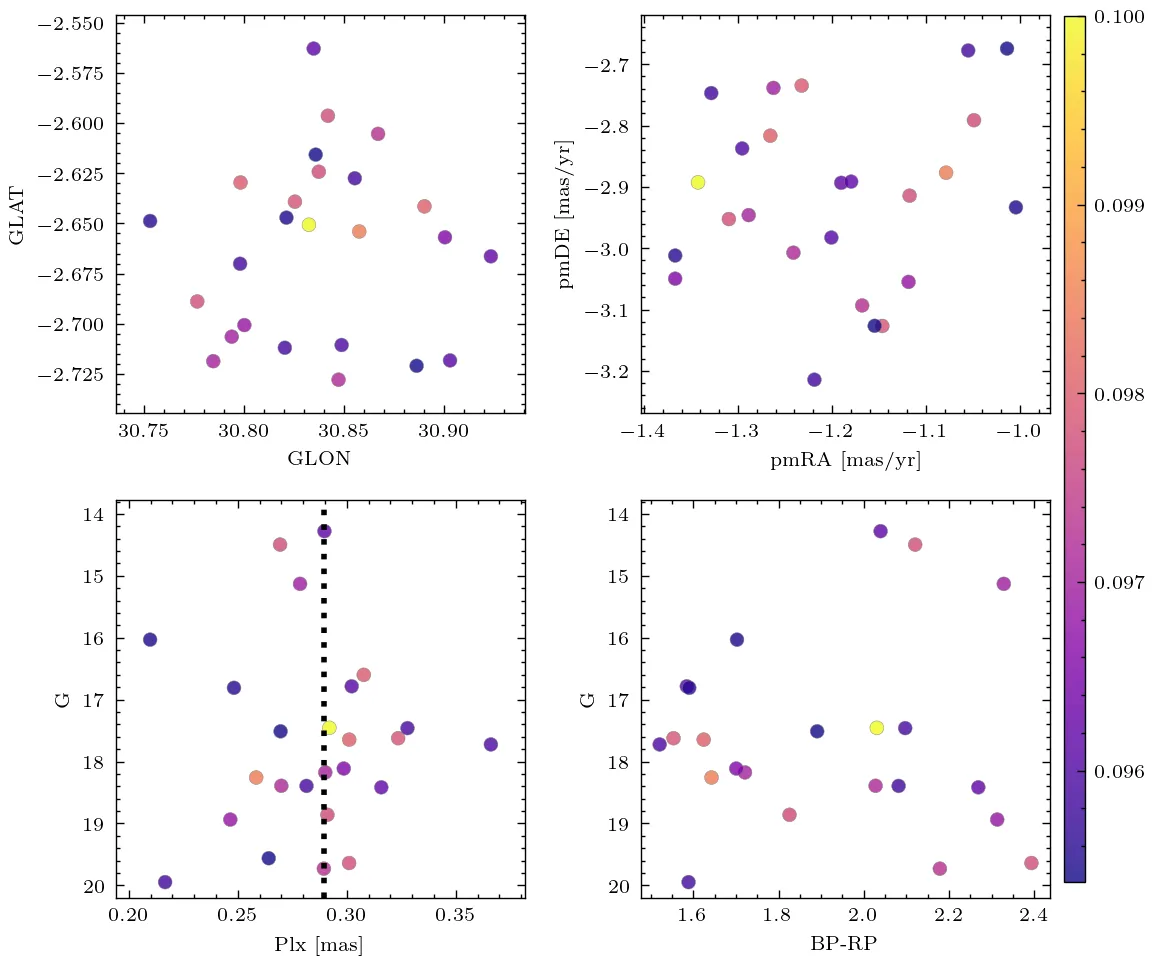 −2.550
−2.575
−2.600
−2.625
−2.650
−2.675
−2.700
−2.725
GLAT
30.75 30.80 30.85 30.90
GLON
−2.7
−2.8
−2.9
−3.0
−3.1
−3.2
pmDE [mas/yr]
−1.4 −1.3 −1.2 −1.1 −1.0
pmRA [mas/yr]
0.100
0.099
0.098
0.097
0.096
14
15
16
17
18
19
20
G
0.20 0.25 0.30 0.35
Plx [mas]
14
15
16
17
18
19
20
G
1.6 1.8 2.0 2.2 2.4
BP-RP